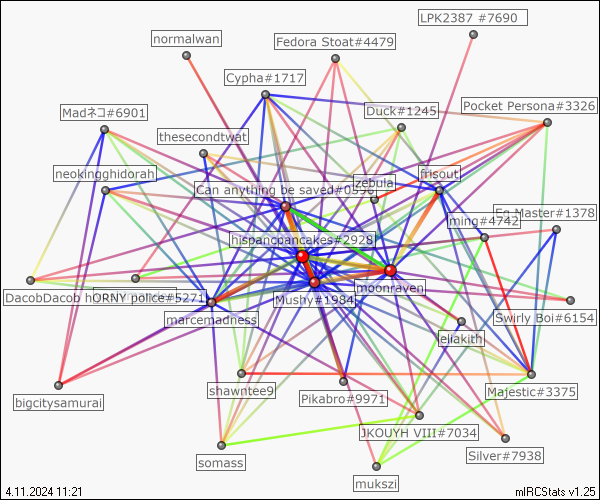 LPK2387 #7690
normalwan
Fedora Stoat#4479
Cypha#1717
Madネコ#6901
Duck#1245
Pocket Persona#3326
thesecondtwat
neokingghidorah
zebula
frisout
Can anything be saved#0596
ming#4742
Eg Master#1378
hispancpancakes#2928
DacobDacob
hORNY police#5271
Mushy#1984
moonraven
marcemadness
Swirly Boi#6154
eliakith
bigcitysamurai
shawntee9
Pikabro#9971
Majestic#3375
JKOUYH VIII#7034
somass
Silver#7938
mukszi
4.11.2024 11:21
mIRCStats v1.25